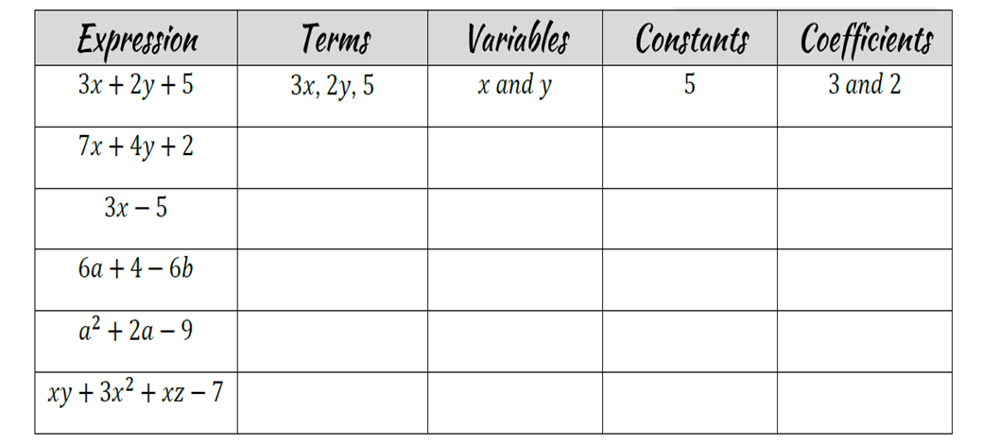 Expression Terms Variables Constants Coefficients
3x + 2y + 5 3x, 2y, 5 x and y 5 3 and 2
7x + 4y + 2
3x − 5
6a + 4 − 6b
a² + 2a − 9
xy + 3x² + xz − 7